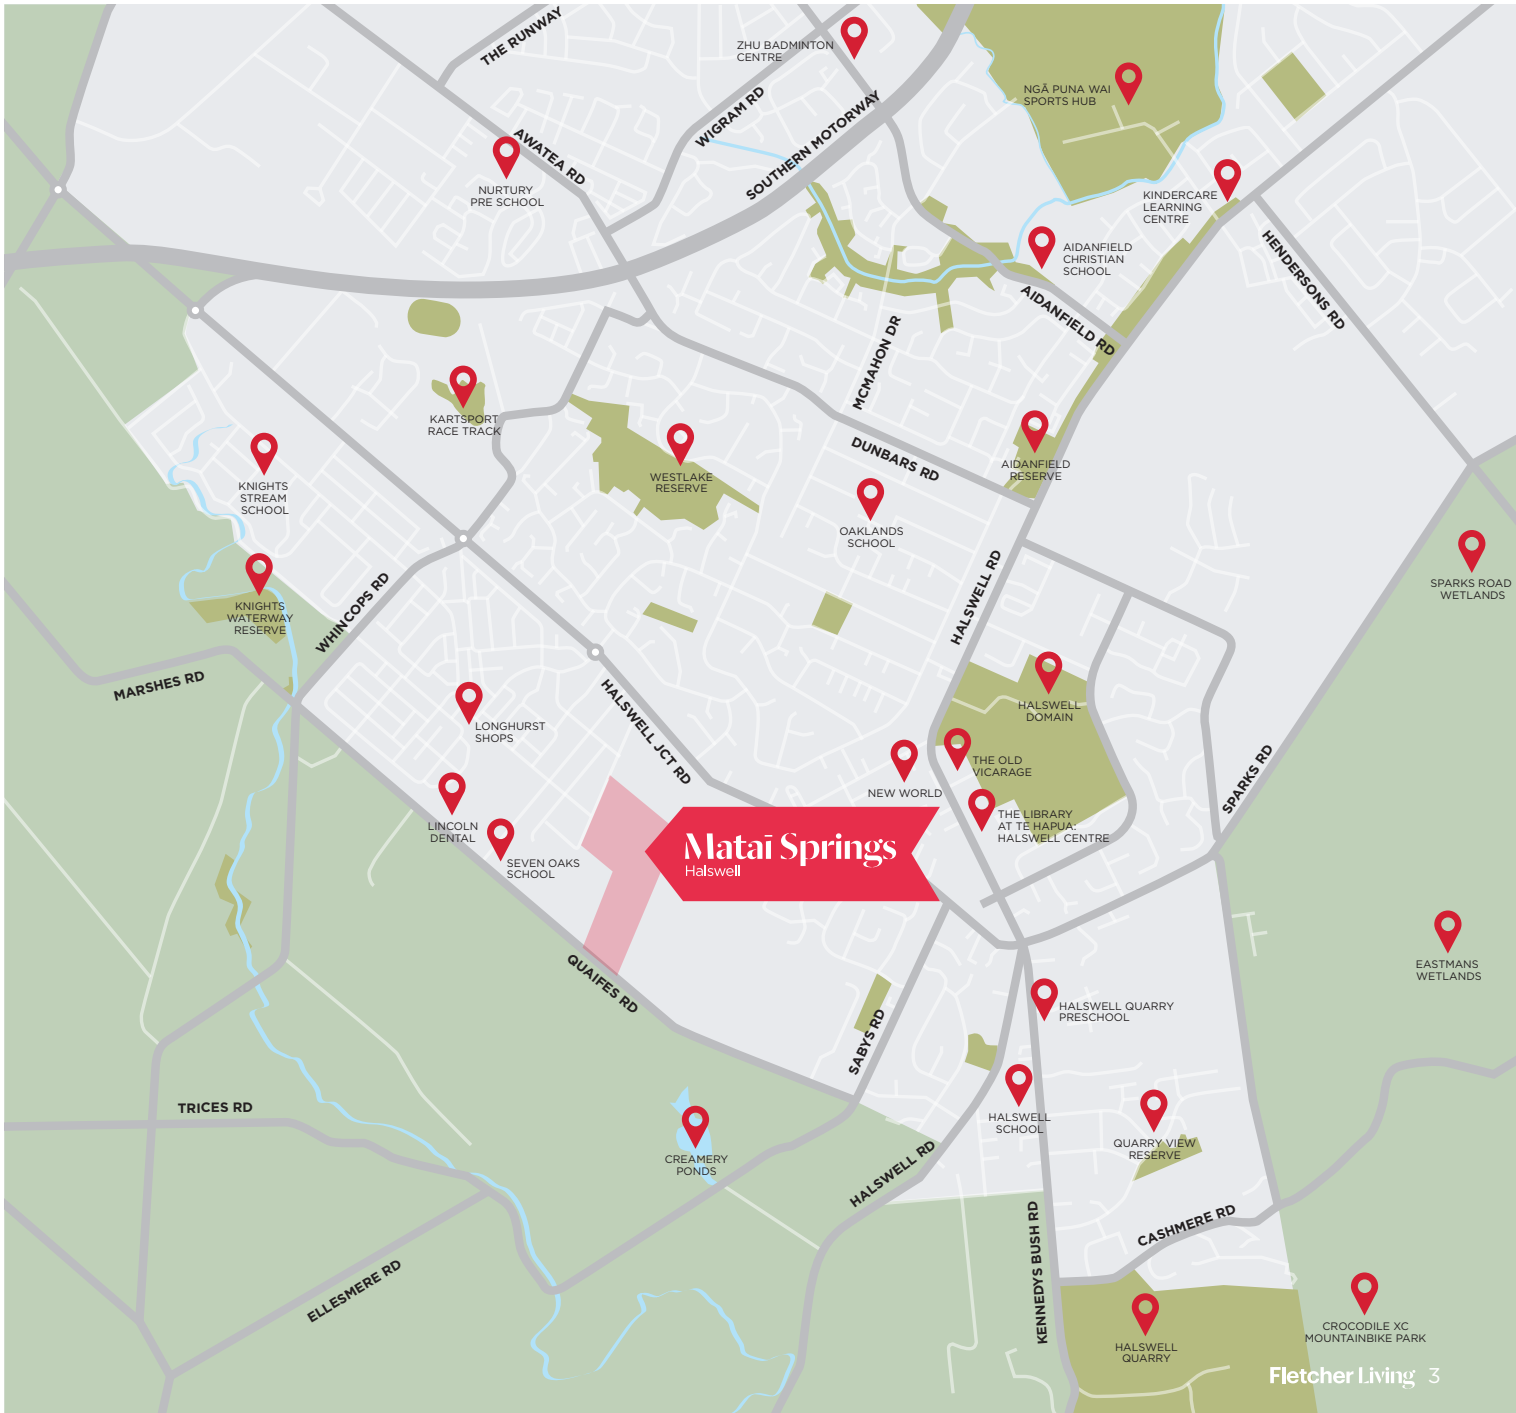 THE RUNWAY
ZHU BADMINTON
CENTRE
NGĀ PUNA WAI
SPORTS HUB
WIGRAM RD
SOUTHERN MOTORWAY
AWATEA RD
NURTURY
PRE SCHOOL
KINDERCARE
LEARNING
CENTRE
AIDANFIELD
CHRISTIAN
SCHOOL
HENDERSONS RD
AIDANFIELD RD
MCMAHON DR
KARTSPORT
RACE TRACK
DUNBARS RD
AIDANFIELD
RESERVE
WESTLAKE
RESERVE
KNIGHTS
STREAM
SCHOOL
OAKLANDS
SCHOOL
SPARKS ROAD
WETLANDS
HALSWELL RD
KNIGHTS
WATERWAY
RESERVE
WHINCOPS RD
MARSHES RD
HALSWELL JCT RD
LONGHURST
SHOPS
HALSWELL
DOMAIN
THE OLD
VICARAGE
SPARKS RD
NEW WORLD
THE LIBRARY
AT TE HAPUA:
HALSWELL CENTRE
LINCOLN
DENTAL
SEVEN OAKS
SCHOOL
Mataī Springs
Halswell
EASTMANS
WETLANDS
QUAIFES RD
HALSWELL QUARRY
PRESCHOOL
SABYS RD
TRICES RD
HALSWELL
SCHOOL
QUARRY VIEW
RESERVE
CREAMERY
PONDS
HALSWELL RD
CASHMERE RD
KENNEDYS BUSH RD
ELLESMERE RD
CROCODILE XC
MOUNTAINBIKE PARK
HALSWELL
QUARRY
Fletcher Living 3